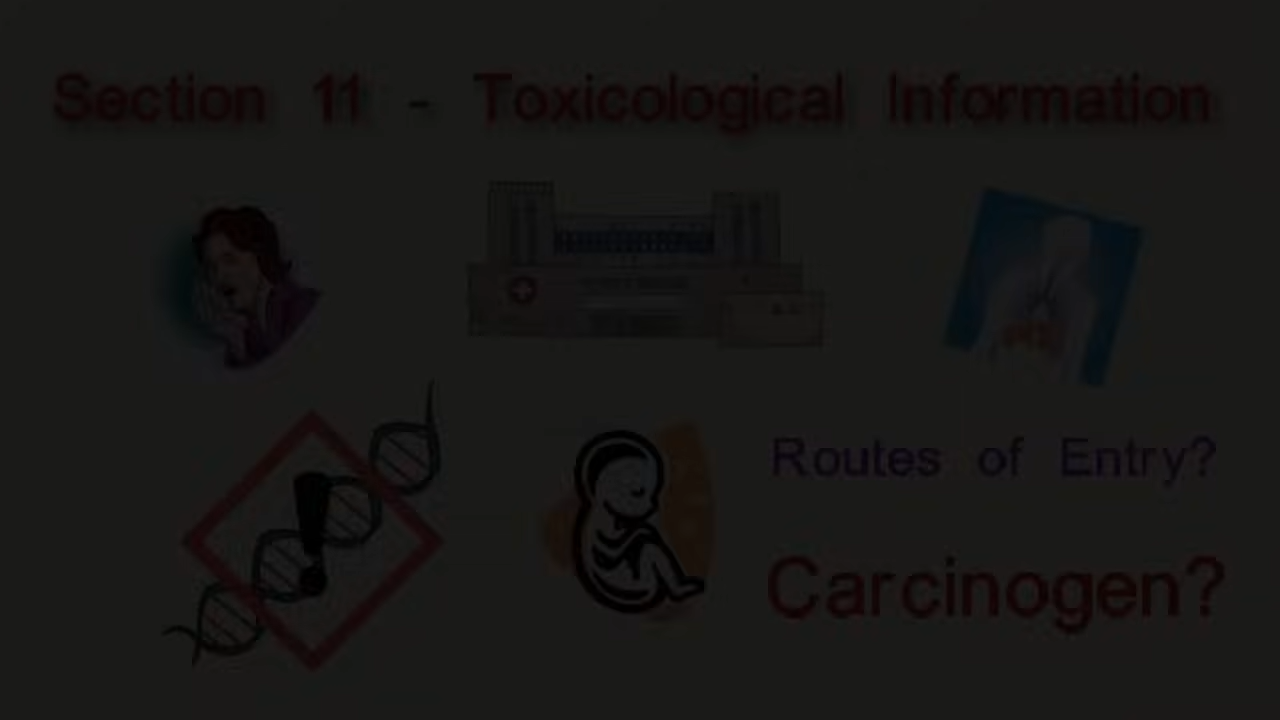 Section 11 - Toxicological Information
Routes of Entry?
Carcinogen?